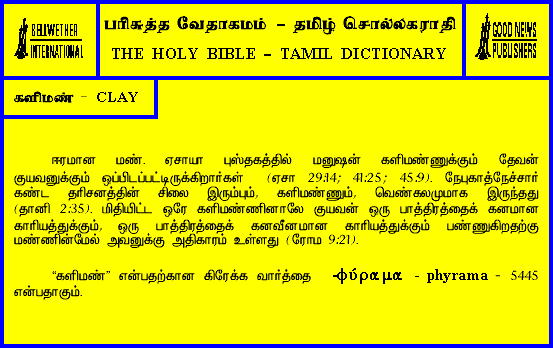 BELLWETHER
INTERNATIONAL
பரிசுத்த வேதாகமம் – தமிழ் சொல்லகராதி
THE HOLY BIBLE – TAMIL DICTIONARY
GOOD NEWS
PUBLISHERS
களிமண் – CLAY
ஈரமான மண். ஏசாயா புஸ்தகத்தில் மனுஷன் களிமண்ணுக்கும் தேவன்
குயவனுக்கும் ஒப்பிடப்பட்டிருக்கிறார்கள் (ஏசா 29:14; 41:25; 45:9). நேபுகாத்நேச்சார்
கண்ட தரிசனத்தின் சிலை இரும்பும், களிமண்ணும், வெண்கலமுமாக இருந்தது
(தானி 2:35). மிதியிட்ட ஒரே களிமண்ணினாலே குயவன் ஒரு பாத்திரத்தைக் கனமான
காரியத்துக்கும், ஒரு பாத்திரத்தைக் கனவீனமான காரியத்துக்கும் பண்ணுகிறதற்கு
மண்ணின்மேல் அவனுக்கு அதிகாரம் உள்ளது (ரோம 9:21).
“களிமண்” என்பதற்கான கிரேக்க வார்த்தை -φύραμα - phyrama – 5445
என்பதாகும்.